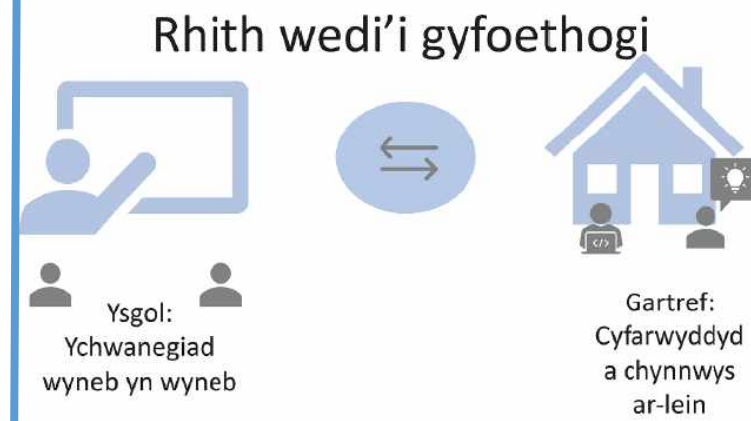 Rhith wedi’i gyfoethogi
Ysgol:
Ychwanegiad
wyneb yn wyneb
Gartref:
Cyfarwyddyd
a chynnwys
ar-lein